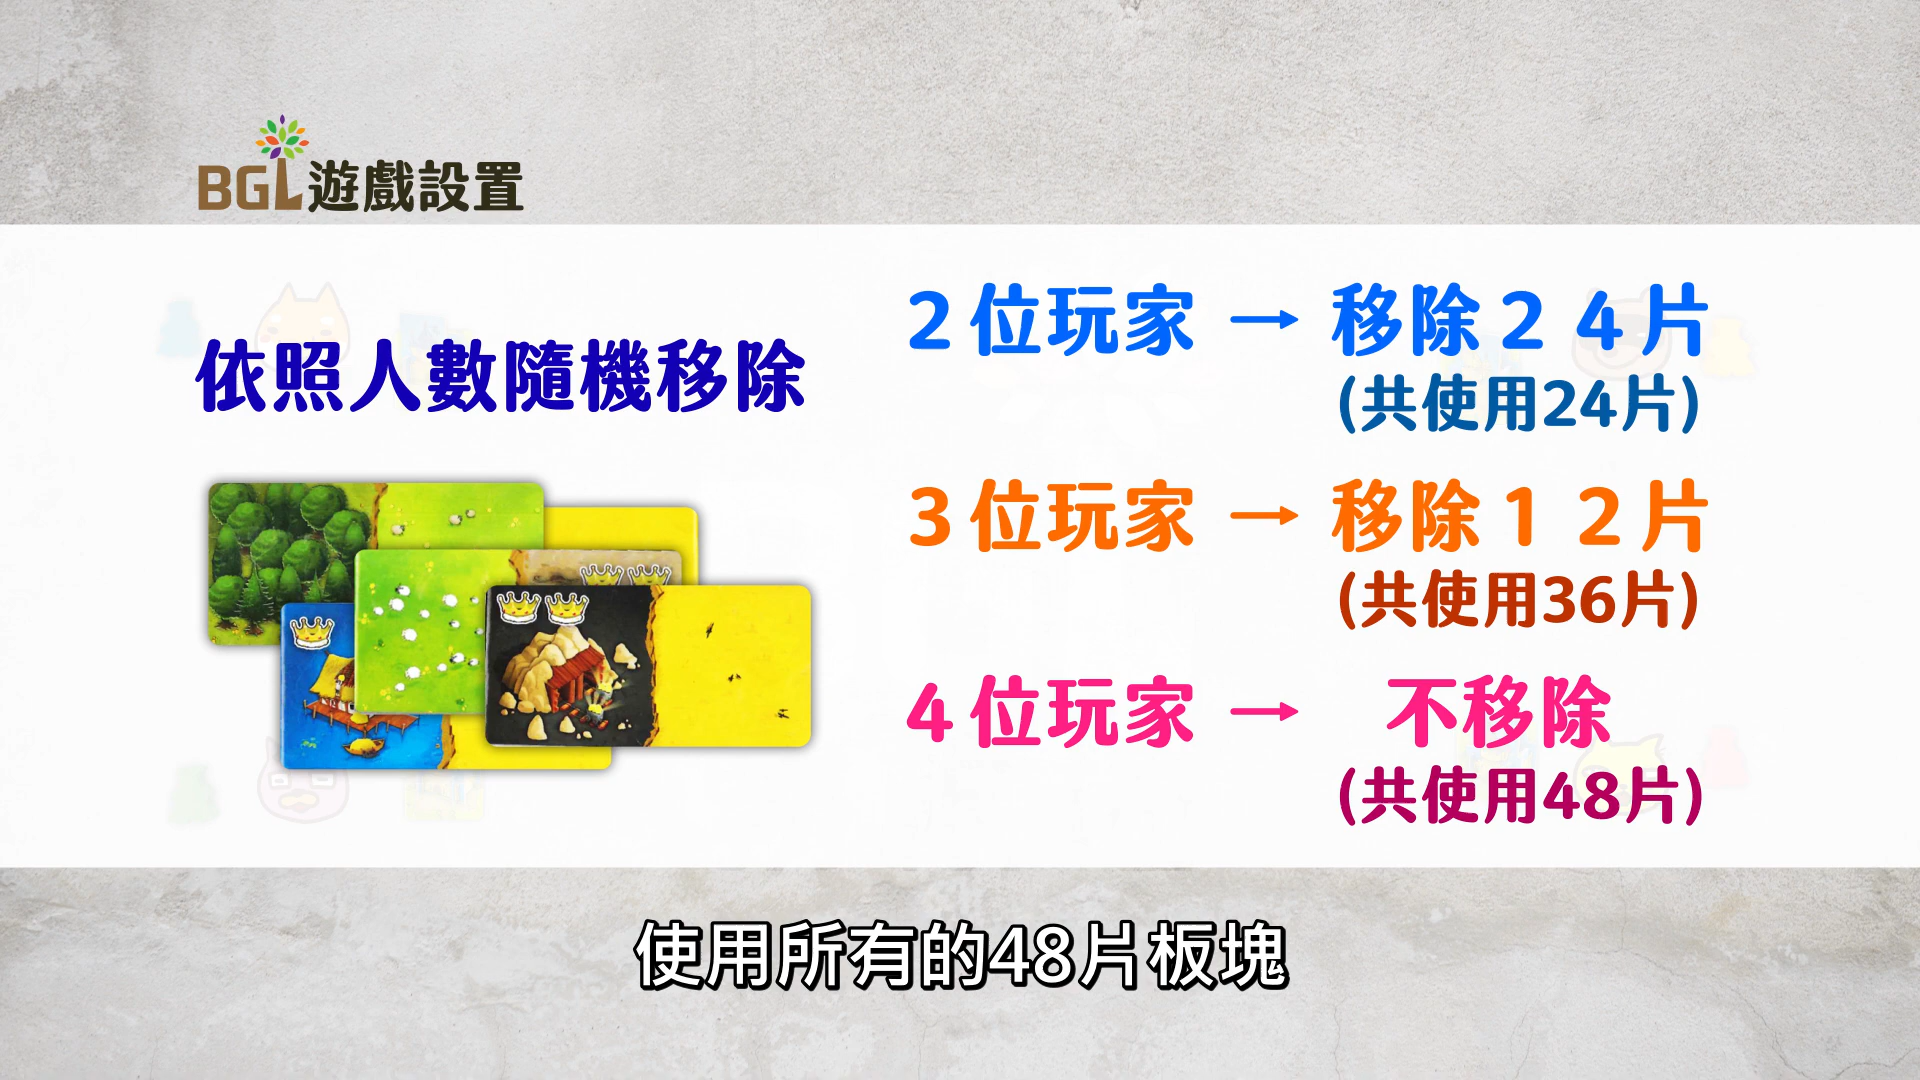 BGL遊戲設置
依照人數隨機移除
2位玩家 → 移除24片
(共使用24片)
3位玩家 → 移除12片
(共使用36片)
4位玩家 → 不移除
(共使用48片)
使用所有的48片板塊